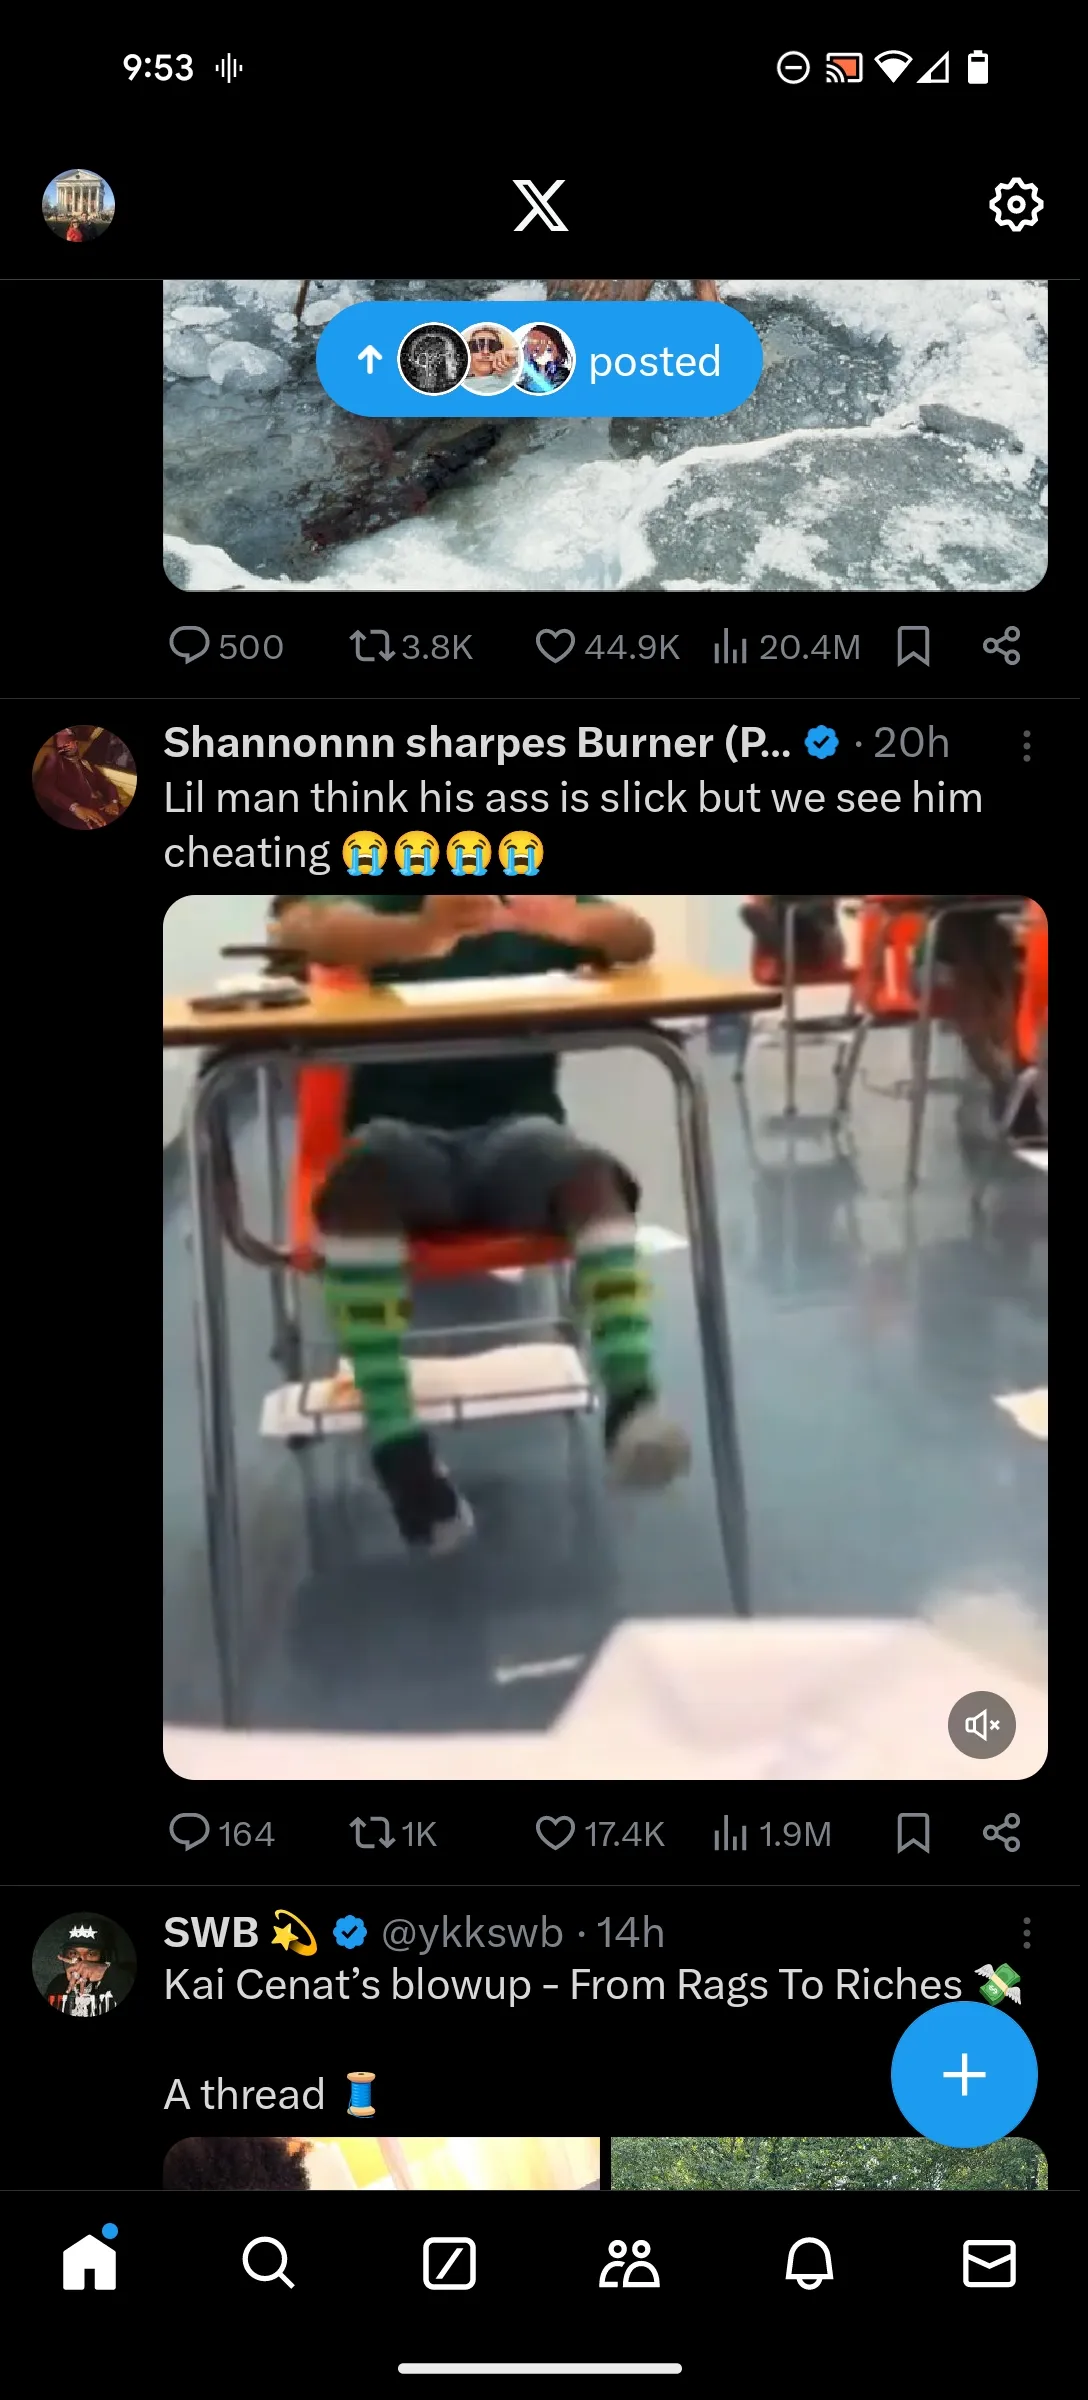 9:53
posted
500 3.8K 44.9K 20.4M
Shannonnn sharpes Burner (P... · 20h
Lil man think his ass is slick but we see him
cheating 😭😭😭😭
164 1K 17.4K 1.9M
SWB 💫 @ykkswb · 14h
Kai Cenat’s blowup - From Rags To Riches 💸
A thread 🧵